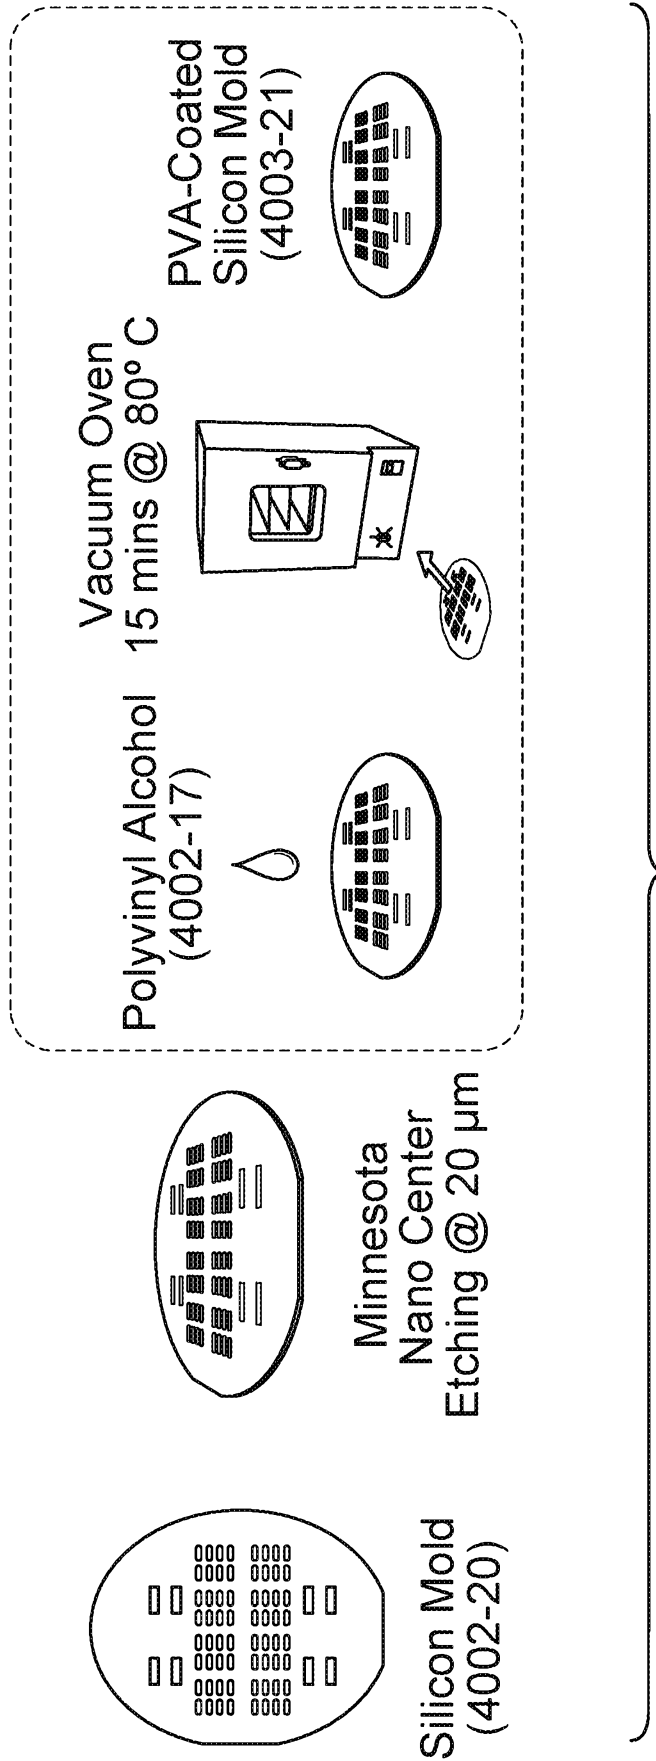 Silicon Mold
(4002-20)
Minnesota
Nano Center
Etching @ 20 µm
Polyvinyl Alcohol
(4002-17)
Vacuum Oven
15 mins @ 80º C
PVA-Coated
Silicon Mold
(4003-21)